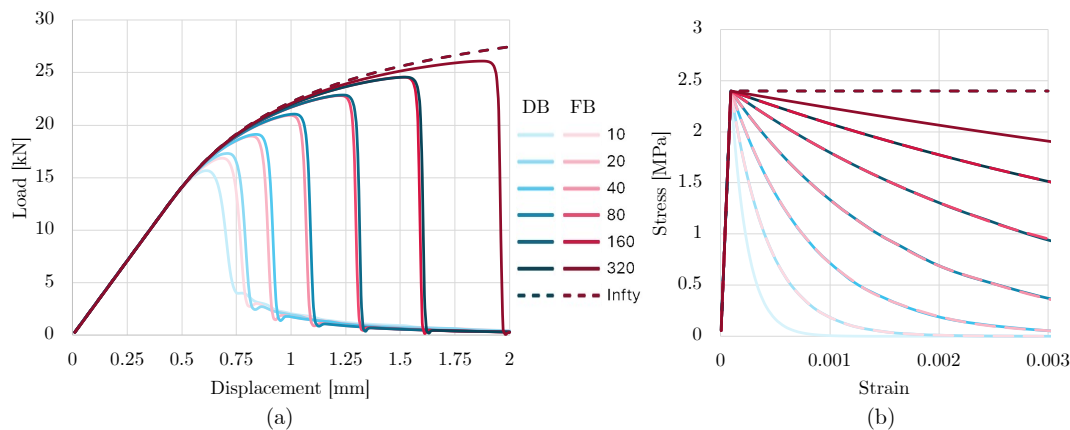 30
25
20
15
10
5
0
Load [kN]
0 0.25 0.5 0.75 1 1.25 1.5 1.75 2
Displacement [mm]
(a)
DB FB
10
20
40
80
160
320
Infty
3
2.5
2
1.5
1
0.5
0
Stress [MPa]
0 0.001 0.002 0.003
Strain
(b)